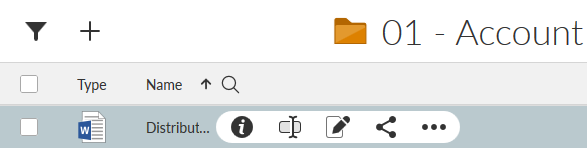 01 - Account
Type Name
W Distribut...